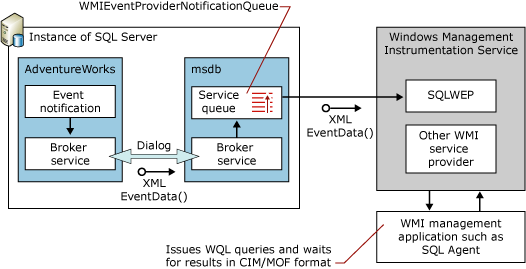 WMIEventProviderNotificationQueue
Instance of SQL Server
AdventureWorks
Event
notification
Broker
service
Dialog
XML
EventData()
msdb
Service
queue
Broker
service
XML
EventData()
Windows Management
Instrumentation Service
SQLWEP
Other WMI
service
provider
WMI management
application such as
SQL Agent
Issues WQL queries and waits
for results in CIM/MOF format